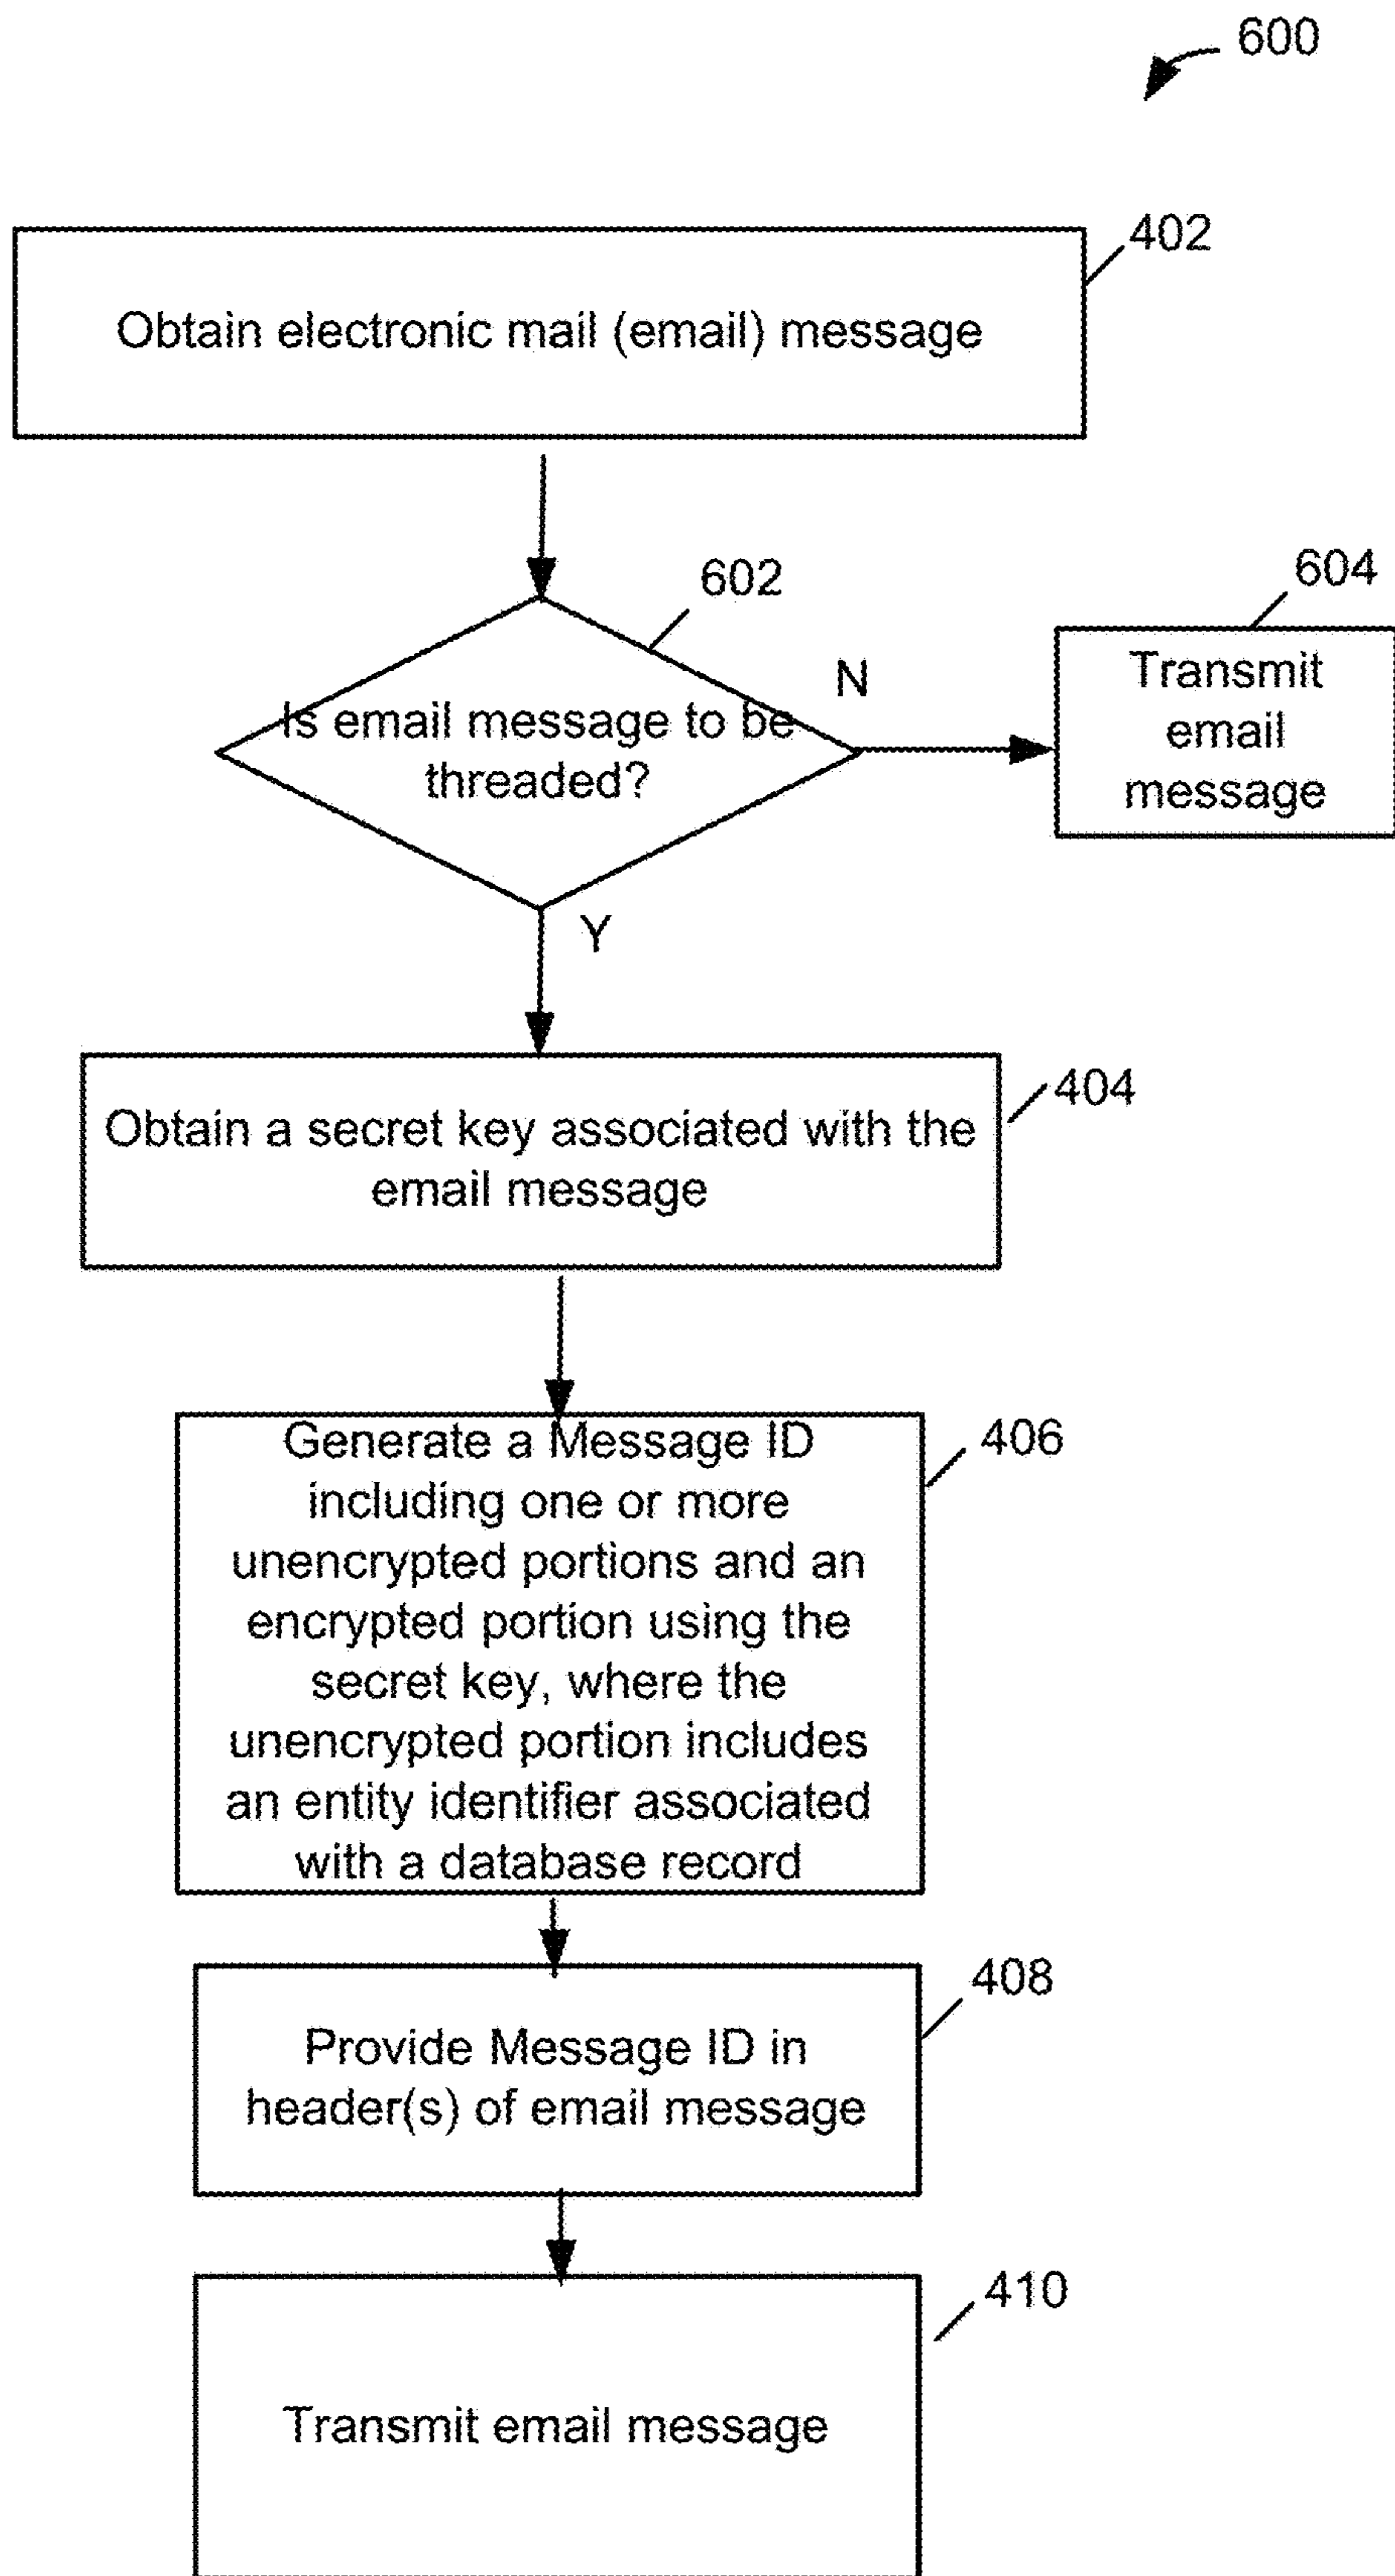 600
402
Obtain electronic mail (email) message
602
604
N
Is email message to be
threaded?
Transmit
email
message
Y
404
Obtain a secret key associated with the
email message
406
Generate a Message ID
including one or more
unencrypted portions and an
encrypted portion using the
secret key, where the
unencrypted portion includes
an entity identifier associated
with a database record
408
Provide Message ID in
header(s) of email message
410
Transmit email message